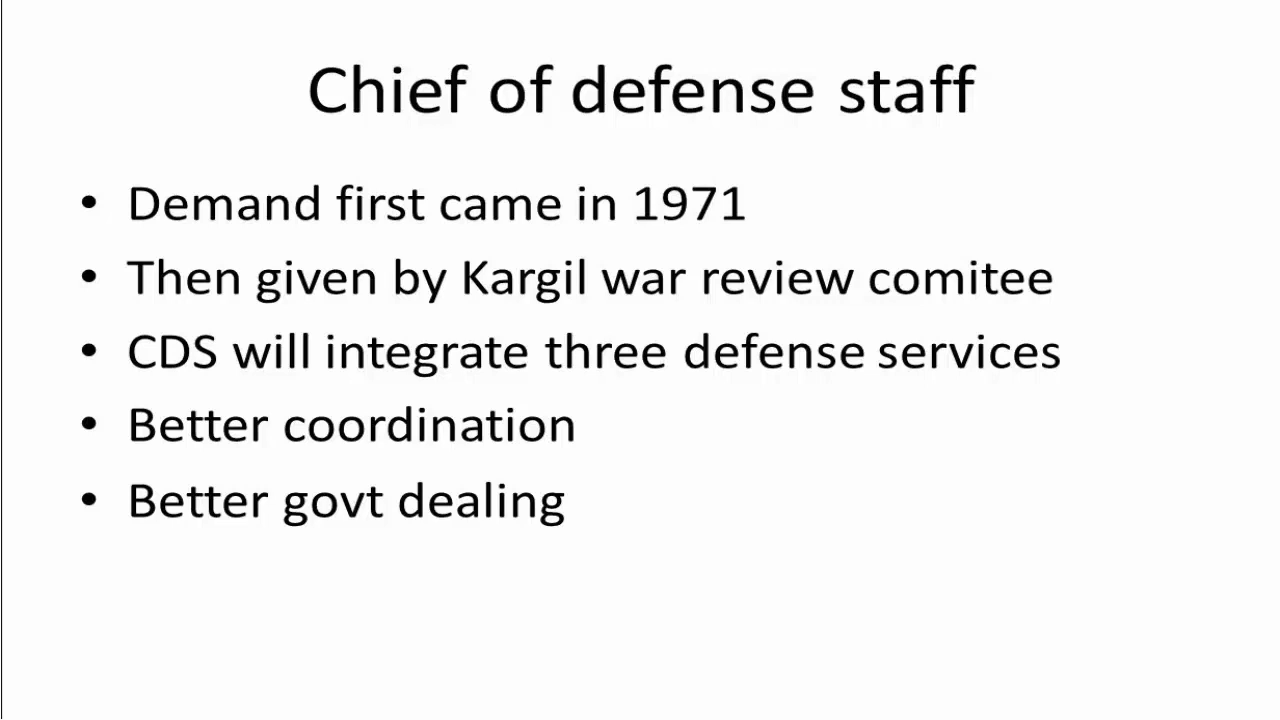 Chief of defense staff
• Demand first came in 1971
• Then given by Kargil war review comitee
• CDS will integrate three defense services
• Better coordination
• Better govt dealing